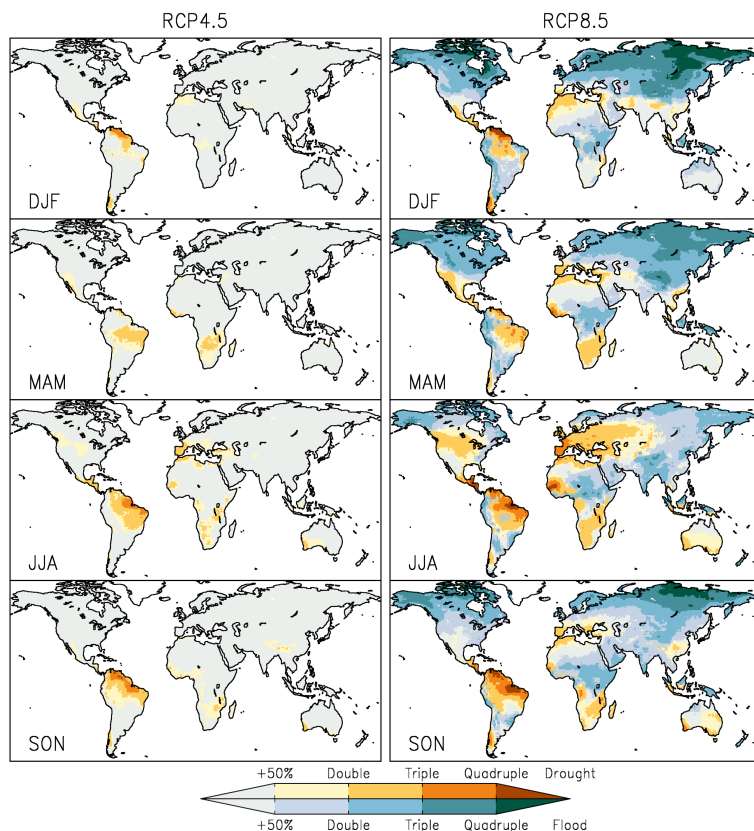 RCP4.5 RCP8.5
DJF DJF
MAM MAM
JJA JJA
SON SON
+50% Double Triple Quadruple Drought
+50% Double Triple Quadruple Flood